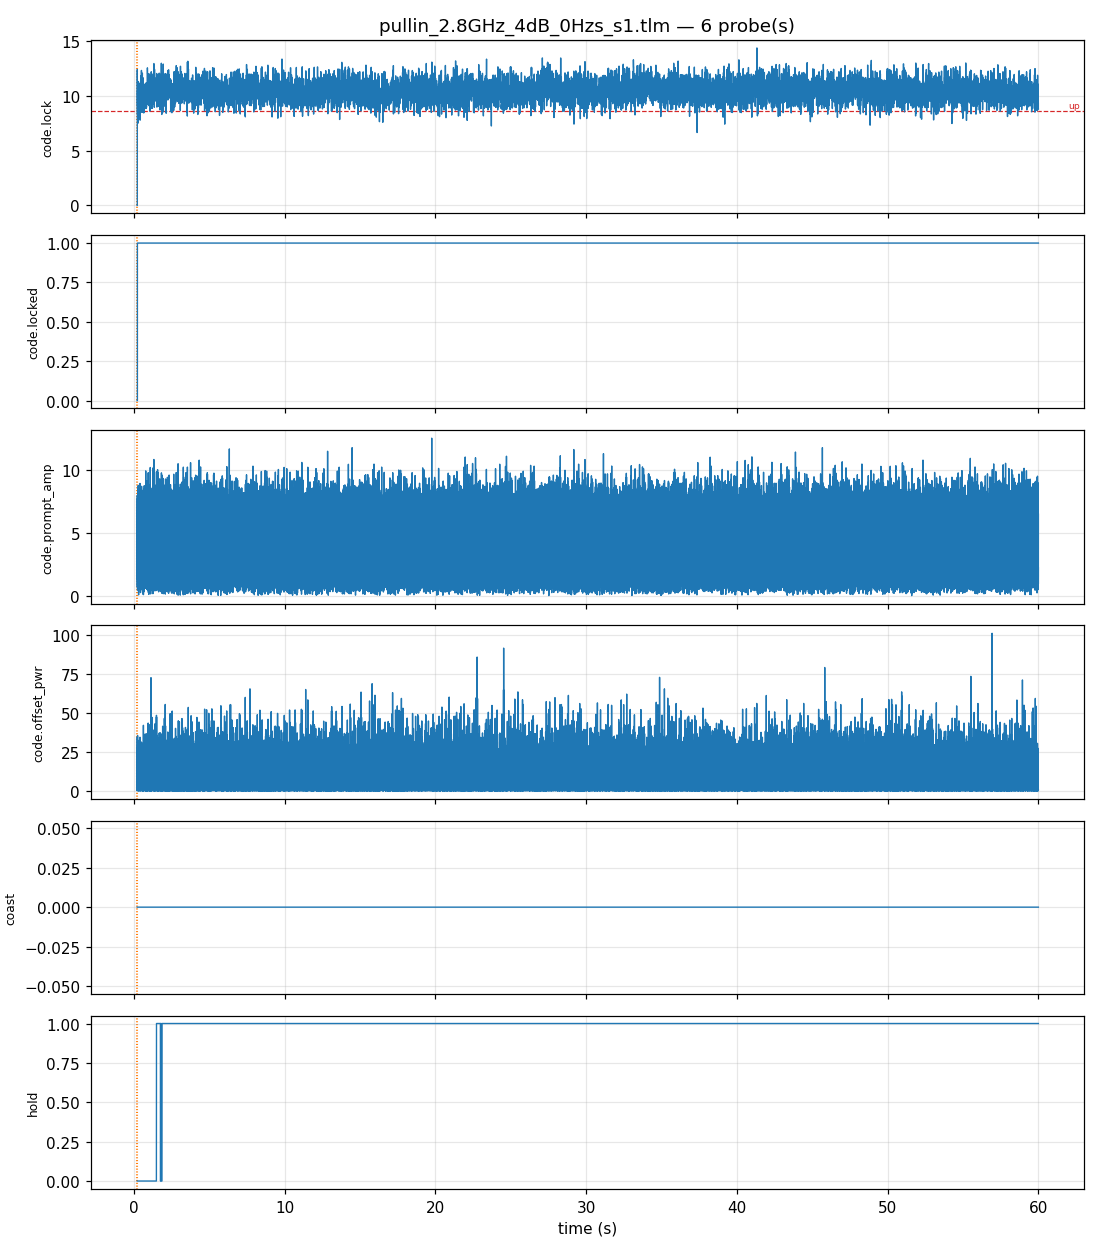 pullin_2.8GHz_4dB_0Hzs_s1.tlm — 6 probe(s)
15
10
5
0
code.lock
up
1.00
0.75
0.50
0.25
0.00
code.locked
10
5
0
code.prompt_amp
100
75
50
25
0
code.offset_pwr
0.050
0.025
0.000
−0.025
−0.050
coast
1.00
0.75
0.50
0.25
0.00
hold
0 10 20 30 40 50 60
time (s)